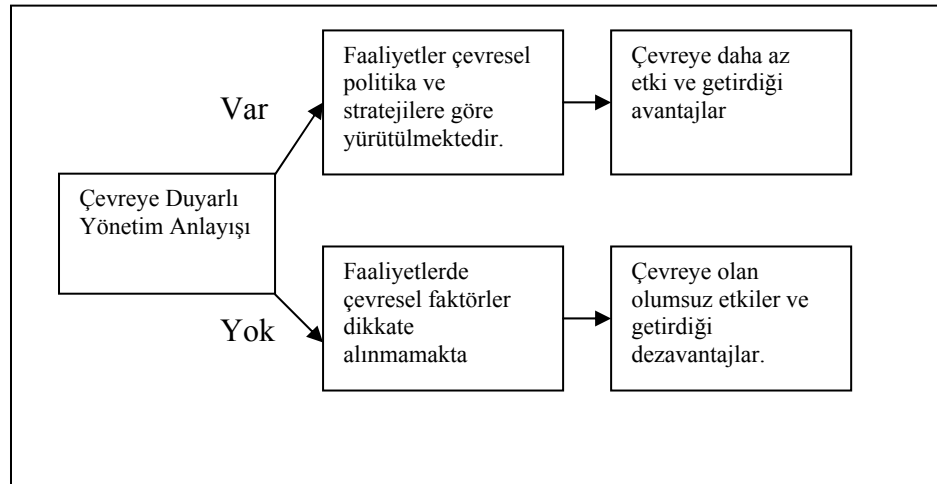 Var
Çevreye Duyarlı
Yönetim Anlayışı
Yok
Faaliyetler çevresel
politika ve
stratejilere göre
yürütülmektedir.
Çevreye daha az
etki ve getirdiği
avantajlar
Faaliyetlerde
çevresel faktörler
dikkate
alınmamakta
Çevreye olan
olumsuz etkiler ve
getirdiği
dezavantajlar.